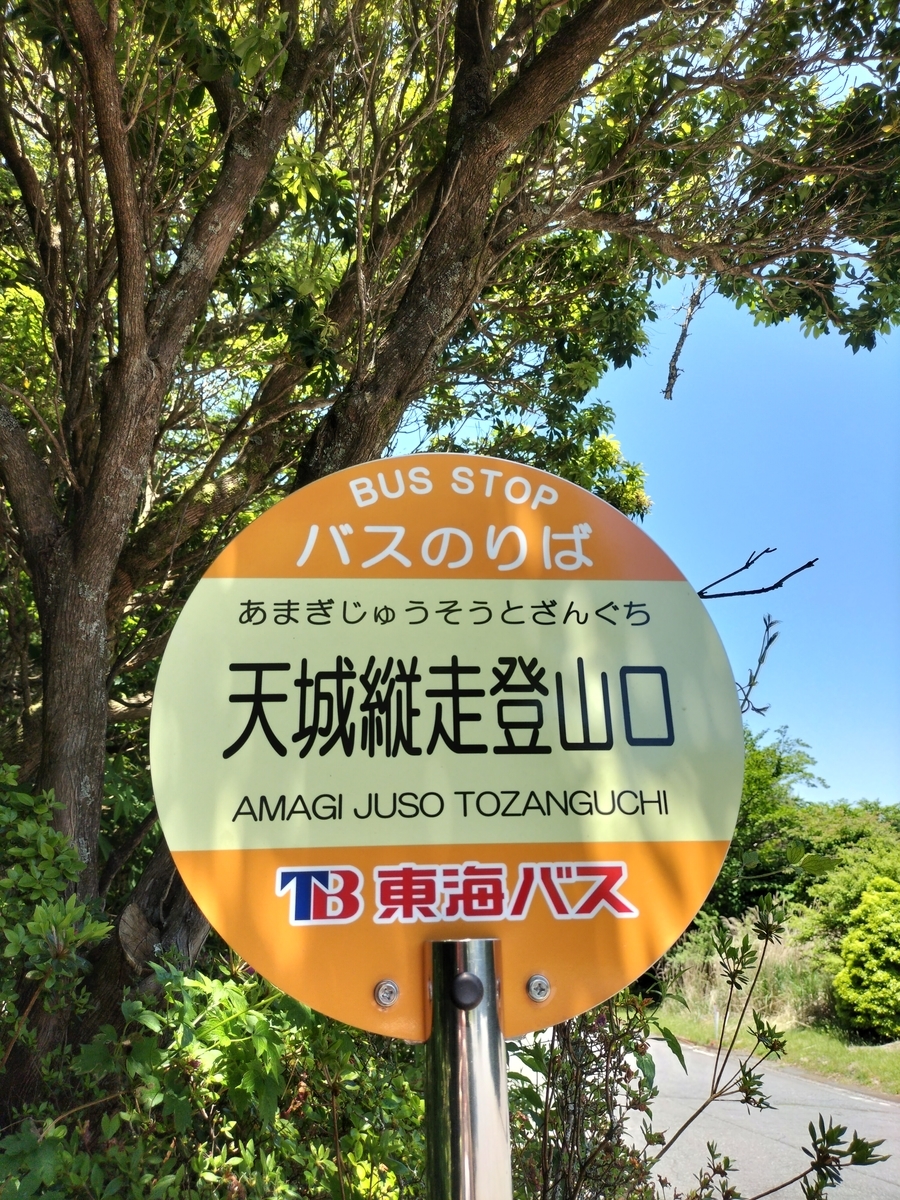 BUS STOP
バスのりば
あまぎじゅうそうとざんぐち
天城縦走登山口
AMAGI JUSO TOZANGUCHI
TB 東海バス